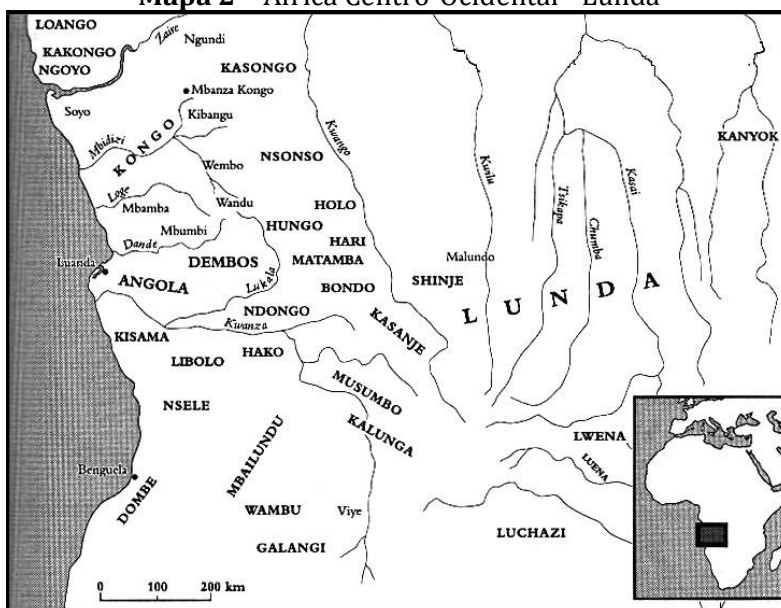 Mapa 2 - África Centro-Ocidental - Lunda
LOANGO
Zaire
Ngundi
KAKONGO
NGOYO
KASONGO
Mbanza Kongo
Soyo
Kibangu
Kwango
KANYOK
Mbidizi
KONGO
NSONSO
Wembo
Kwilu
Kasai
Loge
Wandu
HOLO
Tsikapa
Mbamba
HUNGO
Chumba
Mbumbi
HARI
Dande
Luanda
DEMBOS
MATAMBA
Malundo
ANGOLA
Lukala
BONDO
SHINJE
LUNDA
NDONGO
KASANJE
Kwanza
KISAMA
LIBOLO
HAKO
MUSUMBO
NSELE
KALUNGA
LWENA
MBAILUNDU
LUENA
Benguela
DOMBE
WAMBU
Viye
LUCHAZI
GALANGI
0 100 200 km